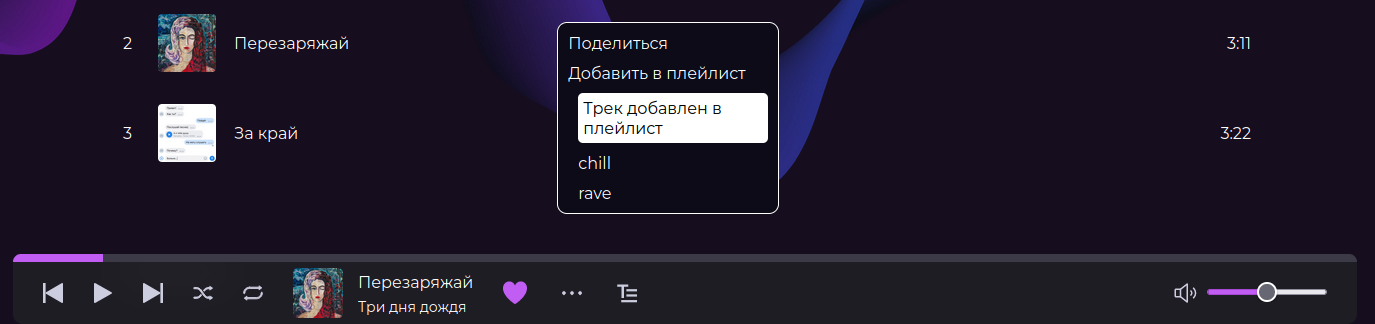 2
Перезаряжай
3:11
3
За край
3:22
Поделиться
Добавить в плейлист
Трек добавлен в
плейлист
chill
rave
Перезаряжай
Три дня дождя